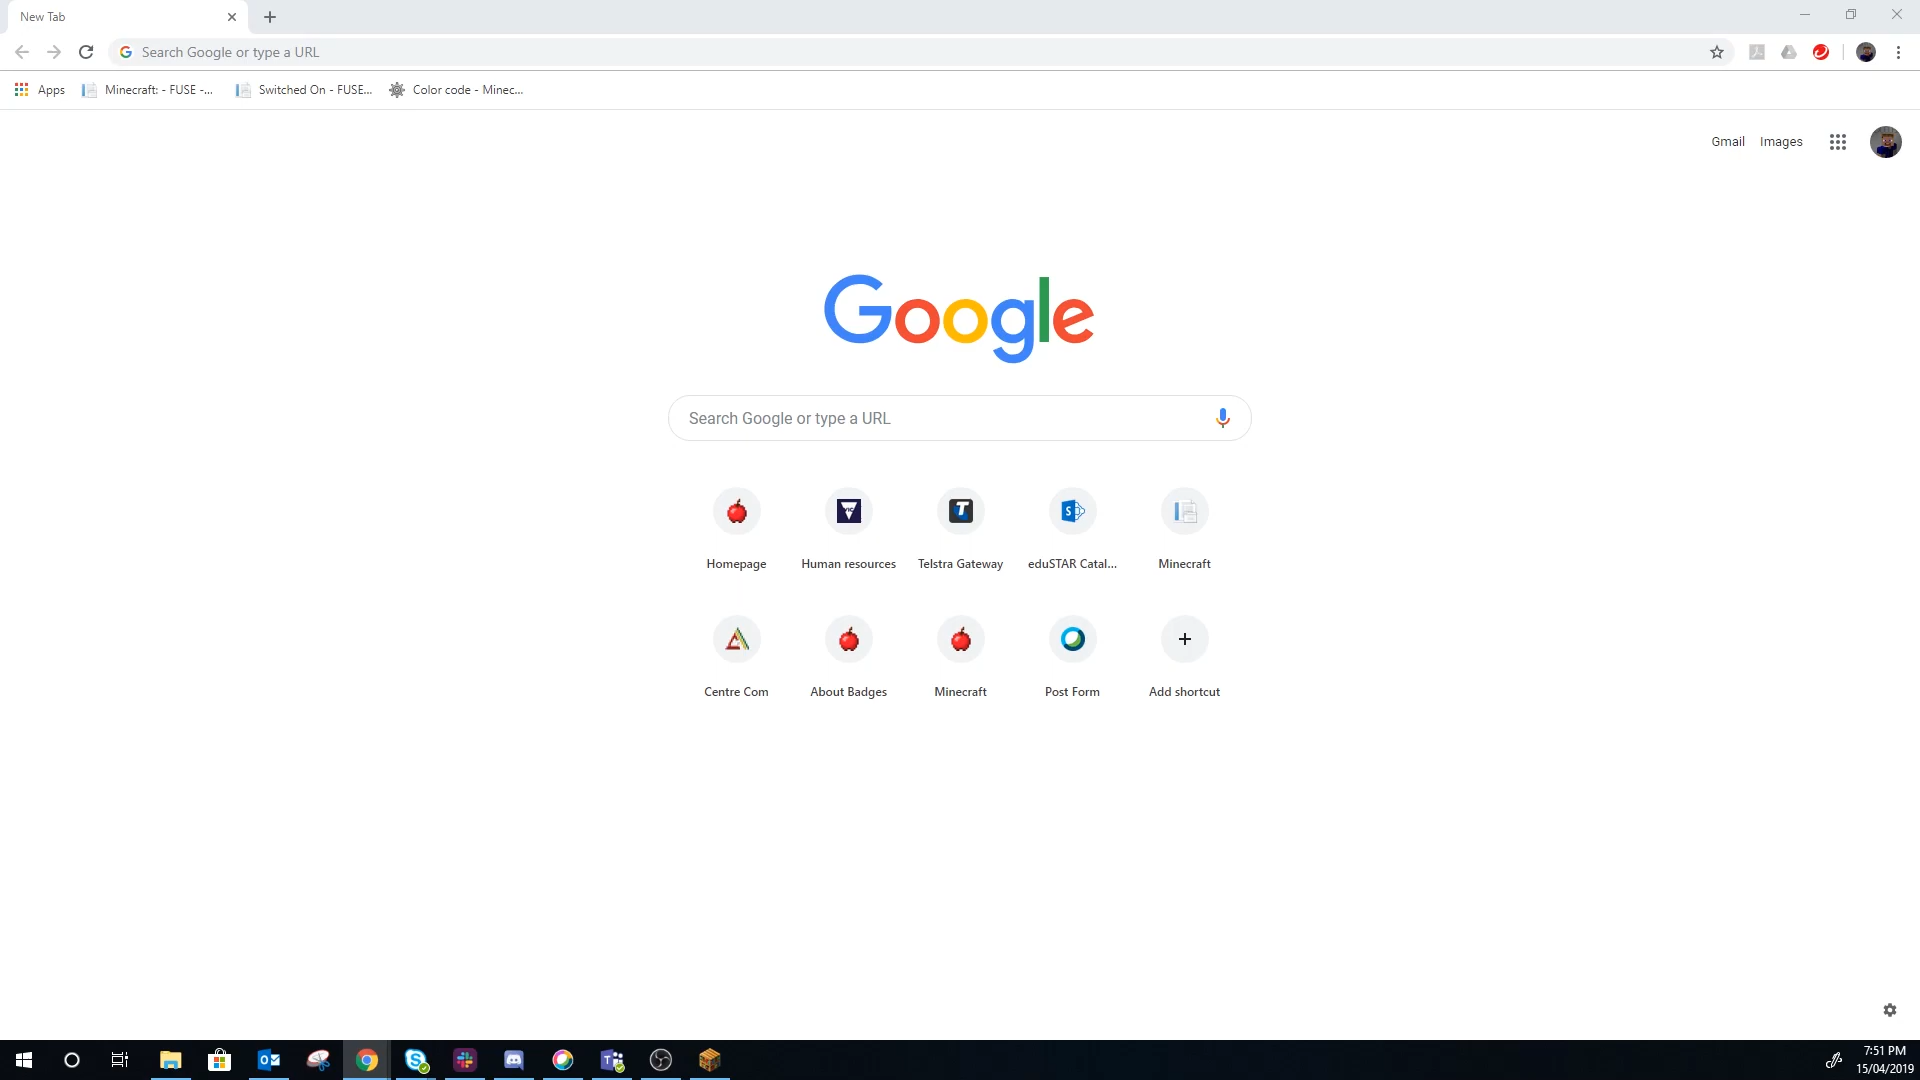 New Tab
Search Google or type a URL
Apps
Minecraft: - FUSE -...
Switched On - FUSE...
Color code - Minec...
Gmail Images
Google
Search Google or type a URL
Homepage
Human resources
Telstra Gateway
eduSTAR Catal...
Minecraft
Centre Com
About Badges
Minecraft
Post Form
Add shortcut
7:51 PM
15/04/2019